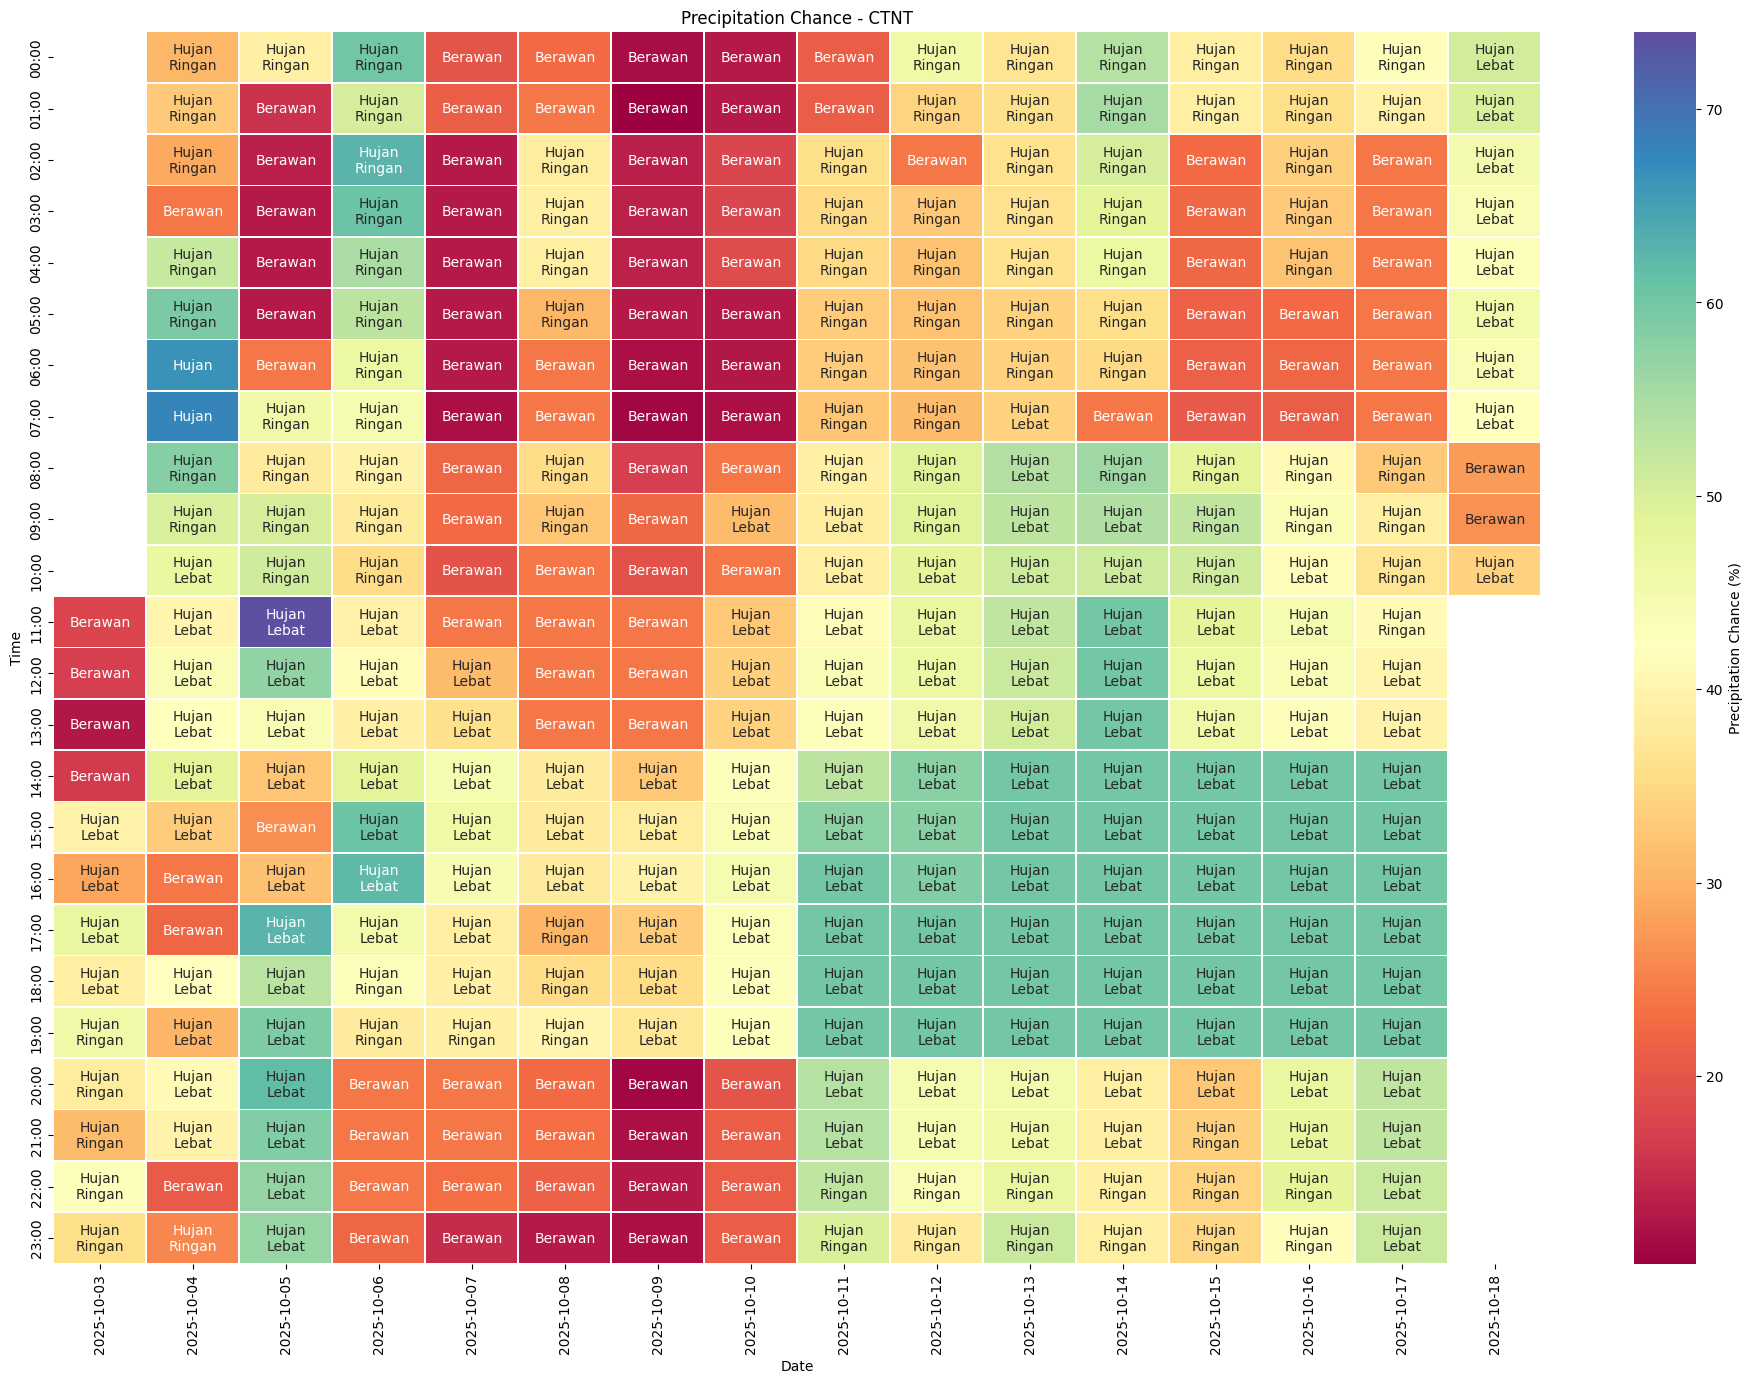 Precipitation Chance - CTNT
00:00 Hujan Ringan Hujan Ringan Hujan Ringan Berawan Berawan Berawan Berawan Berawan Hujan Ringan Hujan Ringan Hujan Ringan Hujan Ringan Hujan Ringan Hujan Ringan Hujan Lebat
01:00 Hujan Ringan Berawan Hujan Ringan Berawan Berawan Berawan Berawan Berawan Hujan Ringan Hujan Ringan Hujan Ringan Hujan Ringan Hujan Ringan Hujan Ringan Hujan Lebat
02:00 Hujan Ringan Berawan Hujan Ringan Berawan Hujan Ringan Berawan Berawan Hujan Ringan Berawan Hujan Ringan Hujan Ringan Berawan Hujan Ringan Berawan Hujan Lebat
03:00 Berawan Berawan Hujan Ringan Berawan Hujan Ringan Berawan Berawan Hujan Ringan Hujan Ringan Hujan Ringan Hujan Ringan Berawan Hujan Ringan Berawan Hujan Lebat
04:00 Hujan Ringan Berawan Hujan Ringan Berawan Hujan Ringan Berawan Berawan Hujan Ringan Hujan Ringan Hujan Ringan Hujan Ringan Berawan Hujan Ringan Berawan Hujan Lebat
05:00 Hujan Ringan Berawan Hujan Ringan Berawan Hujan Ringan Berawan Berawan Hujan Ringan Hujan Ringan Hujan Ringan Hujan Ringan Berawan Berawan Berawan Hujan Lebat
06:00 Hujan Berawan Hujan Ringan Berawan Berawan Berawan Berawan Hujan Ringan Hujan Ringan Hujan Ringan Hujan Ringan Berawan Berawan Berawan Hujan Lebat
07:00 Hujan Hujan Ringan Hujan Ringan Berawan Berawan Berawan Berawan Hujan Ringan Hujan Ringan Hujan Lebat Berawan Berawan Berawan Berawan Hujan Lebat
08:00 Hujan Ringan Hujan Ringan Hujan Ringan Berawan Hujan Ringan Berawan Berawan Hujan Ringan Hujan Ringan Hujan Lebat Hujan Ringan Hujan Ringan Hujan Ringan Hujan Ringan Berawan
09:00 Hujan Ringan Hujan Ringan Hujan Ringan Berawan Hujan Ringan Berawan Hujan Lebat Hujan Lebat Hujan Ringan Hujan Lebat Hujan Lebat Hujan Ringan Hujan Ringan Hujan Ringan Berawan
10:00 Hujan Lebat Hujan Ringan Hujan Ringan Berawan Berawan Berawan Berawan Hujan Lebat Hujan Lebat Hujan Lebat Hujan Lebat Hujan Ringan Hujan Lebat Hujan Ringan Hujan Lebat
11:00 Berawan Hujan Lebat Hujan Lebat Hujan Lebat Berawan Berawan Berawan Hujan Lebat Hujan Lebat Hujan Lebat Hujan Lebat Hujan Lebat Hujan Lebat Hujan Lebat Hujan Ringan
12:00 Berawan Hujan Lebat Hujan Lebat Hujan Lebat Hujan Lebat Berawan Berawan Hujan Lebat Hujan Lebat Hujan Lebat Hujan Lebat Hujan Lebat Hujan Lebat Hujan Lebat Hujan Lebat
13:00 Berawan Hujan Lebat Hujan Lebat Hujan Lebat Hujan Lebat Berawan Berawan Hujan Lebat Hujan Lebat Hujan Lebat Hujan Lebat Hujan Lebat Hujan Lebat Hujan Lebat Hujan Lebat
14:00 Berawan Hujan Lebat Hujan Lebat Hujan Lebat Hujan Lebat Hujan Lebat Hujan Lebat Hujan Lebat Hujan Lebat Hujan Lebat Hujan Lebat Hujan Lebat Hujan Lebat Hujan Lebat Hujan Lebat
15:00 Hujan Lebat Hujan Lebat Berawan Hujan Lebat Hujan Lebat Hujan Lebat Hujan Lebat Hujan Lebat Hujan Lebat Hujan Lebat Hujan Lebat Hujan Lebat Hujan Lebat Hujan Lebat Hujan Lebat
16:00 Hujan Lebat Berawan Hujan Lebat Hujan Lebat Hujan Lebat Hujan Lebat Hujan Lebat Hujan Lebat Hujan Lebat Hujan Lebat Hujan Lebat Hujan Lebat Hujan Lebat Hujan Lebat Hujan Lebat
17:00 Hujan Lebat Berawan Hujan Lebat Hujan Lebat Hujan Lebat Hujan Ringan Hujan Lebat Hujan Lebat Hujan Lebat Hujan Lebat Hujan Lebat Hujan Lebat Hujan Lebat Hujan Lebat Hujan Lebat
18:00 Hujan Lebat Hujan Lebat Hujan Lebat Hujan Ringan Hujan Lebat Hujan Ringan Hujan Lebat Hujan Lebat Hujan Lebat Hujan Lebat Hujan Lebat Hujan Lebat Hujan Lebat Hujan Lebat Hujan Lebat
19:00 Hujan Ringan Hujan Lebat Hujan Lebat Hujan Ringan Hujan Ringan Hujan Ringan Hujan Lebat Hujan Lebat Hujan Lebat Hujan Lebat Hujan Lebat Hujan Lebat Hujan Lebat Hujan Lebat Hujan Lebat
20:00 Hujan Ringan Hujan Lebat Hujan Lebat Berawan Berawan Berawan Berawan Berawan Hujan Lebat Hujan Lebat Hujan Lebat Hujan Lebat Hujan Lebat Hujan Lebat Hujan Lebat
21:00 Hujan Ringan Hujan Lebat Hujan Lebat Berawan Berawan Berawan Berawan Berawan Hujan Lebat Hujan Lebat Hujan Lebat Hujan Lebat Hujan Ringan Hujan Lebat Hujan Lebat
22:00 Hujan Ringan Berawan Hujan Lebat Berawan Berawan Berawan Berawan Berawan Hujan Ringan Hujan Ringan Hujan Ringan Hujan Ringan Hujan Ringan Hujan Ringan Hujan Lebat
23:00 Hujan Ringan Hujan Ringan Hujan Lebat Berawan Berawan Berawan Berawan Berawan Hujan Ringan Hujan Ringan Hujan Ringan Hujan Ringan Hujan Ringan Hujan Ringan Hujan Lebat
Time
2025-10-03 2025-10-04 2025-10-05 2025-10-06 2025-10-07 2025-10-08 2025-10-09 2025-10-10 2025-10-11 2025-10-12 2025-10-13 2025-10-14 2025-10-15 2025-10-16 2025-10-17 2025-10-18
Date
70
60
50
40
30
20
Precipitation Chance (%)